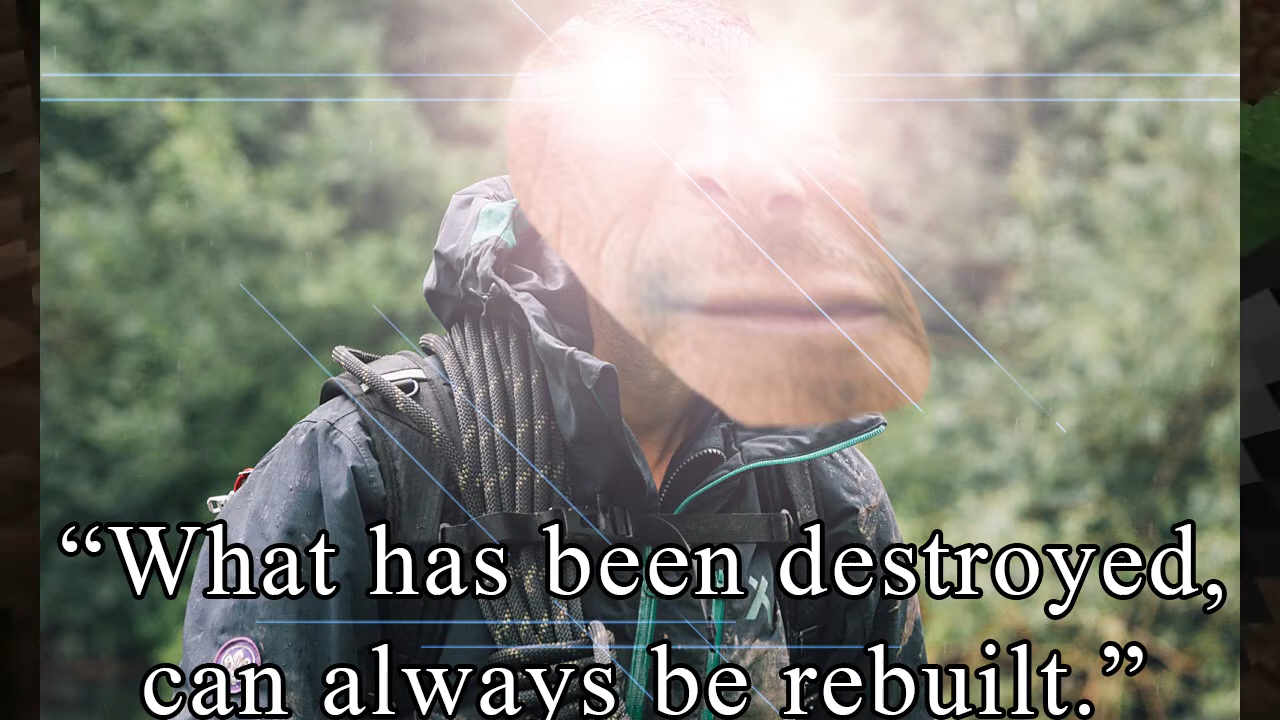 “What has been destroyed,
can always be rebuilt.”